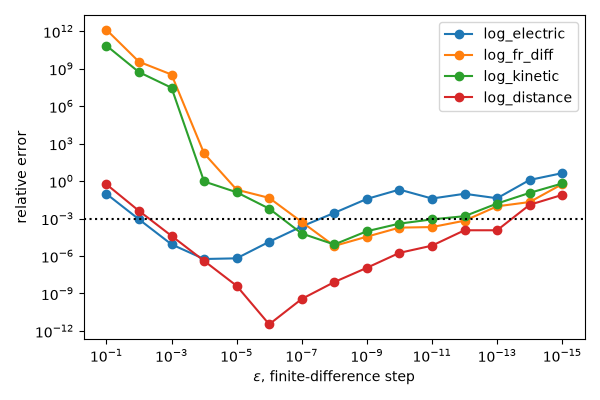 log_electric
log_fr_diff
log_kinetic
log_distance
relative error
10^12
10^9
10^6
10^3
10^0
10^−3
10^−6
10^−9
10^−12
10^−1 10^−3 10^−5 10^−7 10^−9 10^−11 10^−13 10^−15
ε, finite-difference step